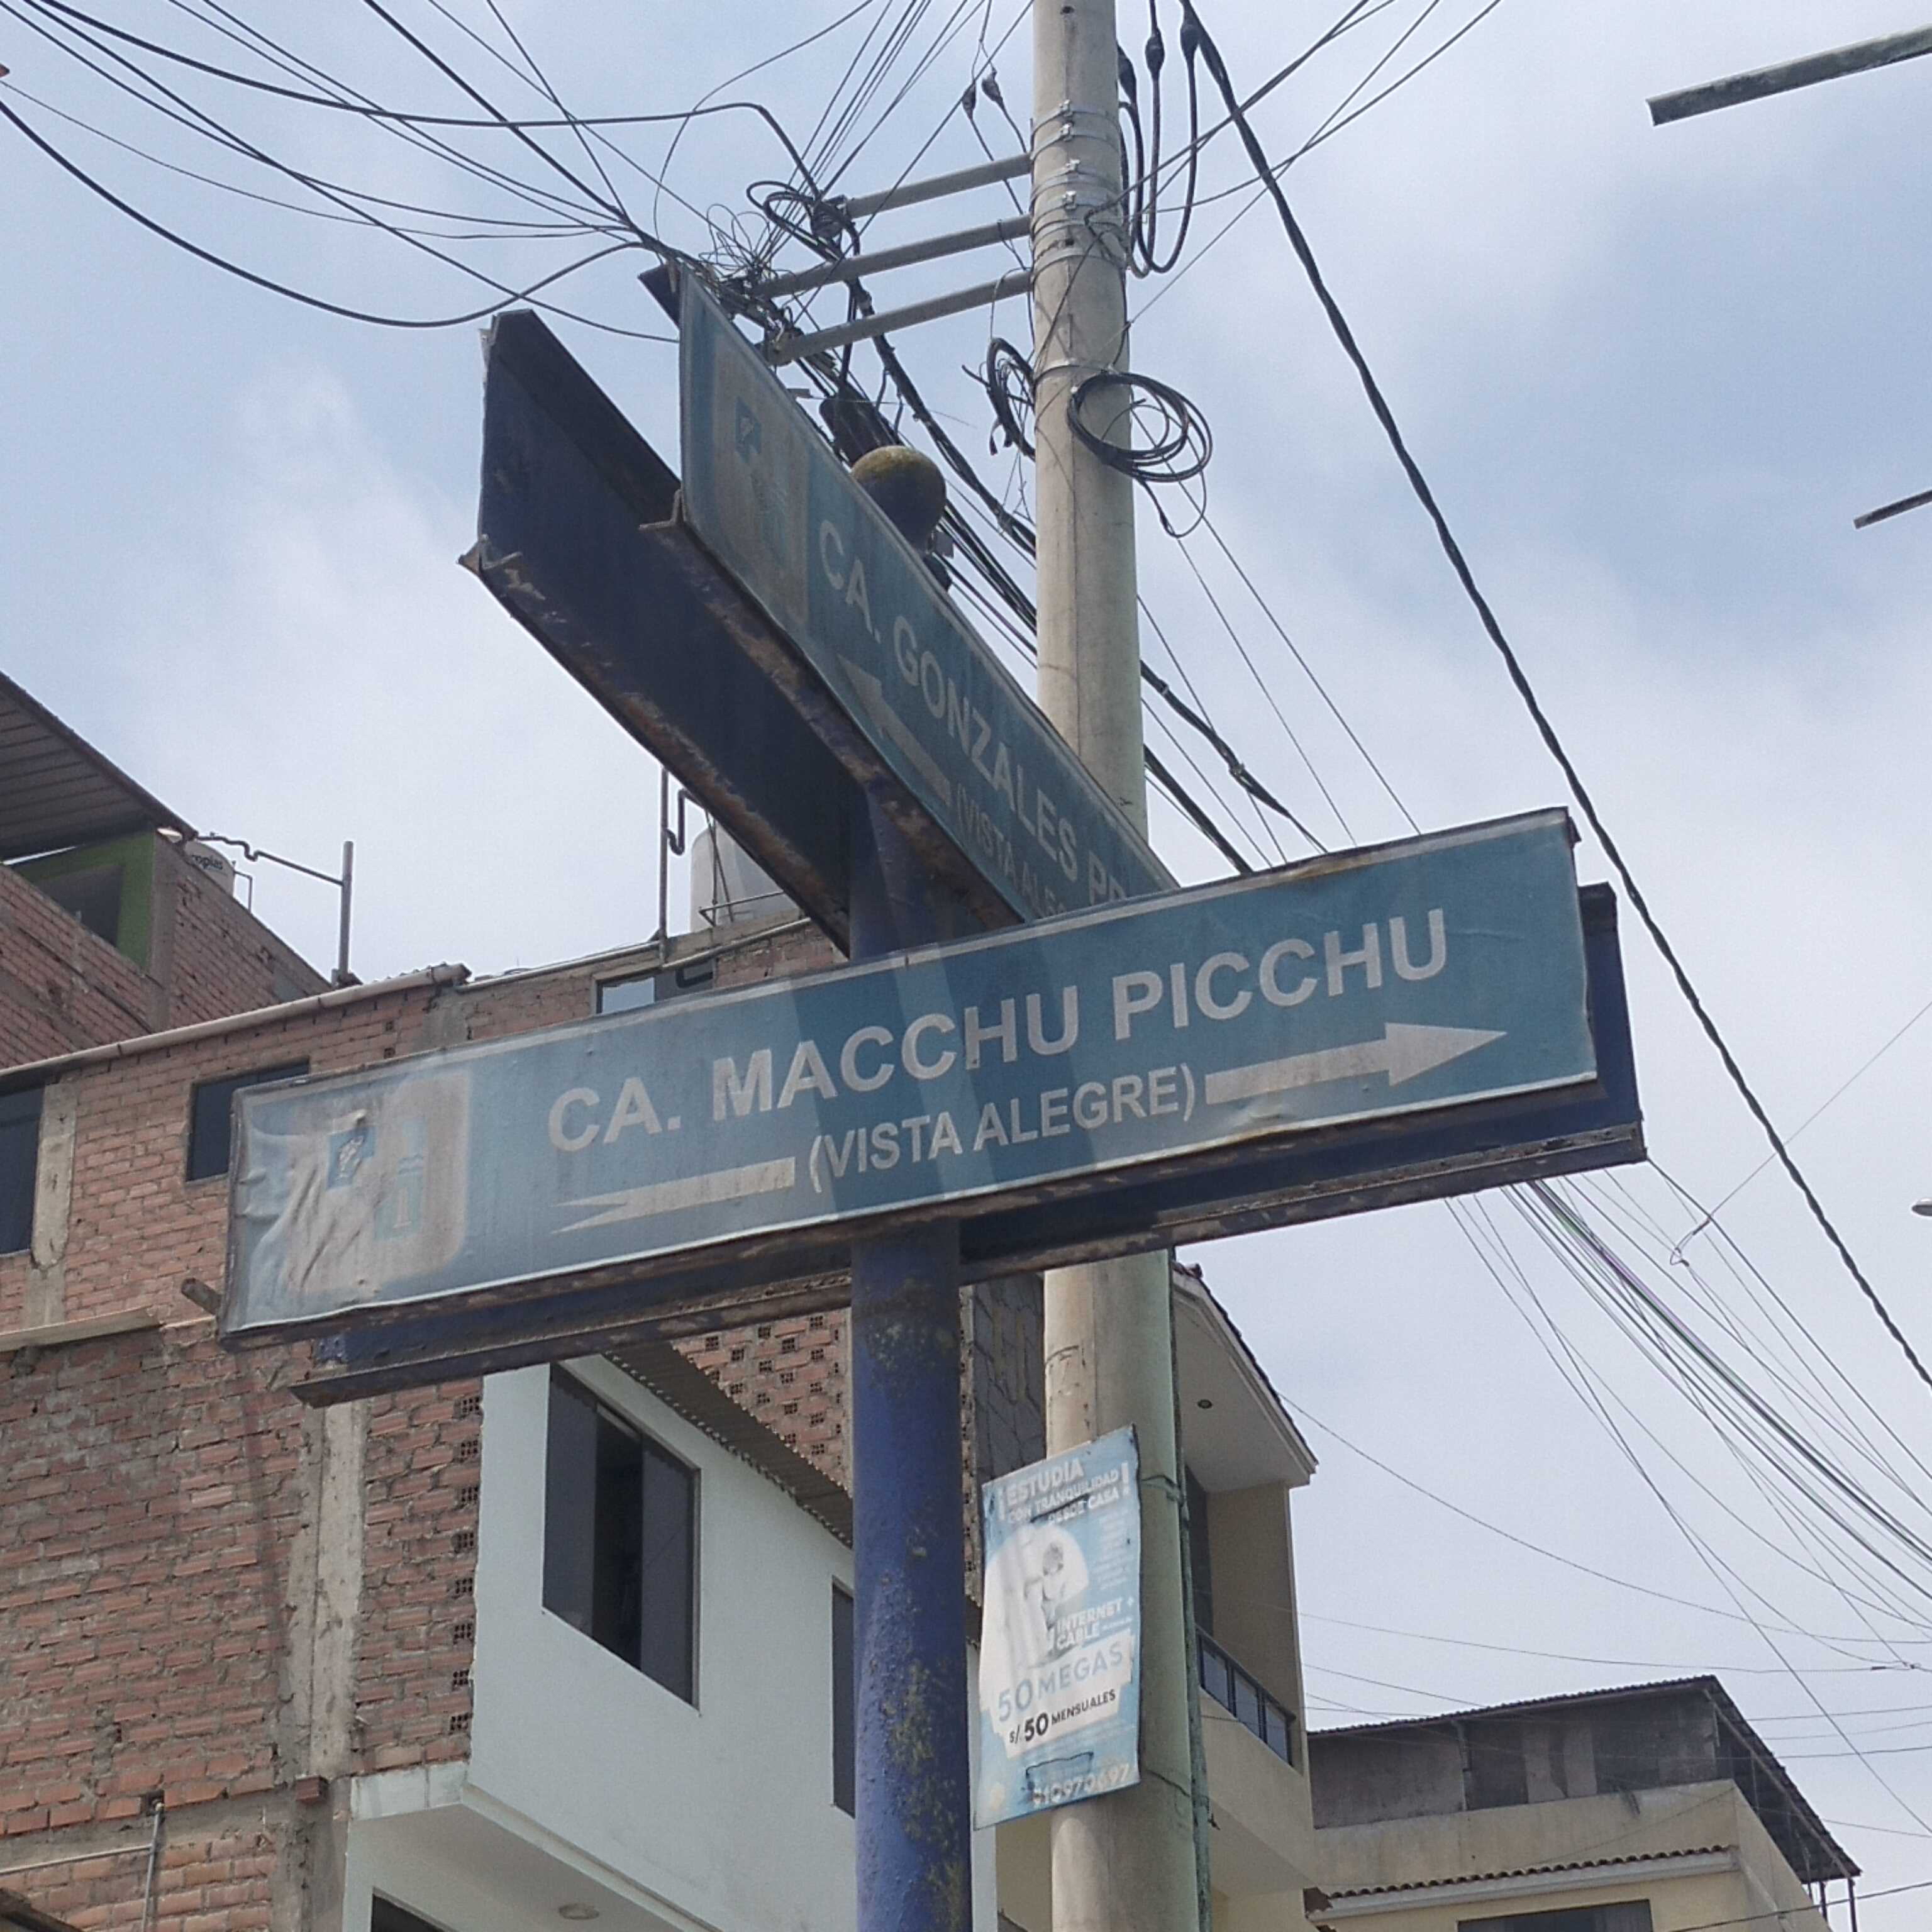 CA. GONZALES
(VISTA
CA. MACCHU PICCHU
(VISTA ALEGRE)
¡ESTUDIA
CON TRANQUILIDAD
DESDE CASA!
INTERNET +
CABLE
50 MEGAS
S/.50 MENSUALES